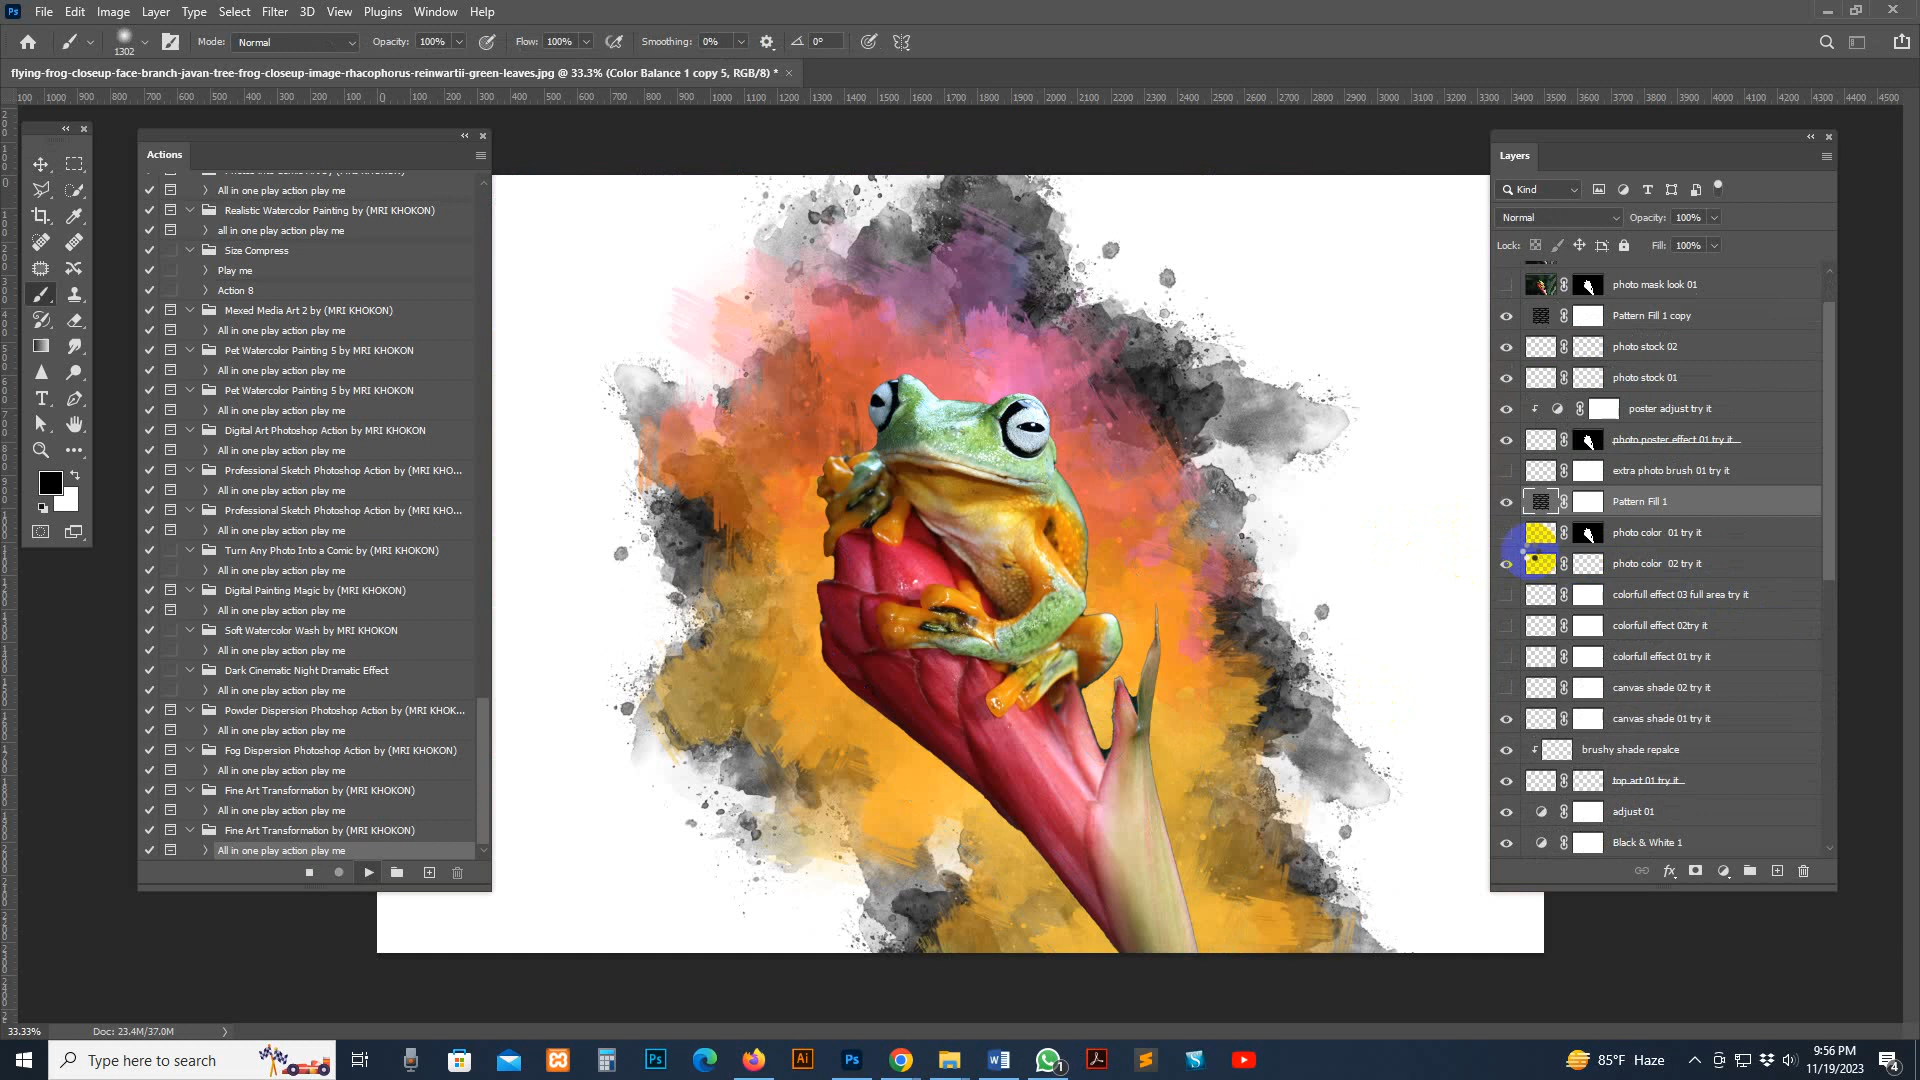 File Edit Image Layer Type Select Filter 3D View Plugins Window Help
1302 Mode: Normal Opacity: 100% Flow: 100% Smoothing: 0% 0°
flying-frog-closeup-face-branch-javan-tree-frog-closeup-image-rhacophorus-reinwartii-green-leaves.jpg @ 33.3% (Color Balance 1 copy 5, RGB/8) *
Actions
All in one play action play me
Realistic Watercolor Painting by (MRI KHOKON)
all in one play action play me
Size Compress
Play me
Action 8
Mexed Media Art 2 by (MRI KHOKON)
All in one play action play me
Pet Watercolor Painting 5 by MRI KHOKON
All in one play action play me
Pet Watercolor Painting 5 by MRI KHOKON
All in one play action play me
Digital Art Photoshop Action by MRI KHOKON
All in one play action play me
Professional Sketch Photoshop Action by (MRI KHO...
All in one play action play me
Professional Sketch Photoshop Action by (MRI KHO...
All in one play action play me
Turn Any Photo Into a Comic by (MRI KHOKON)
All in one play action play me
Digital Painting Magic by (MRI KHOKON)
All in one play action play me
Soft Watercolor Wash by MRI KHOKON
All in one play action play me
Dark Cinematic Night Dramatic Effect
All in one play action play me
Powder Dispersion Photoshop Action by (MRI KHOK...
All in one play action play me
Fog Dispersion Photoshop Action by (MRI KHOKON)
All in one play action play me
Fine Art Transformation by (MRI KHOKON)
All in one play action play me
Fine Art Transformation by (MRI KHOKON)
All in one play action play me
Layers
Kind
Normal Opacity: 100%
Lock: Fill: 100%
photo mask look 01
Pattern Fill 1 copy
photo stock 02
photo stock 01
poster adjust try it
photo poster effect 01 try it
extra photo brush 01 try it
Pattern Fill 1
photo color 01 try it
photo color 02 try it
colorfull effect 03 full area try it
colorfull effect 02try it
colorfull effect 01 try it
canvas shade 02 try it
canvas shade 01 try it
brushy shade repalce
top art 01 try it
adjust 01
Black & White 1
33.33% Doc: 23.4M/37.0M
Type here to search
85°F Haze
9:56 PM
11/19/2023